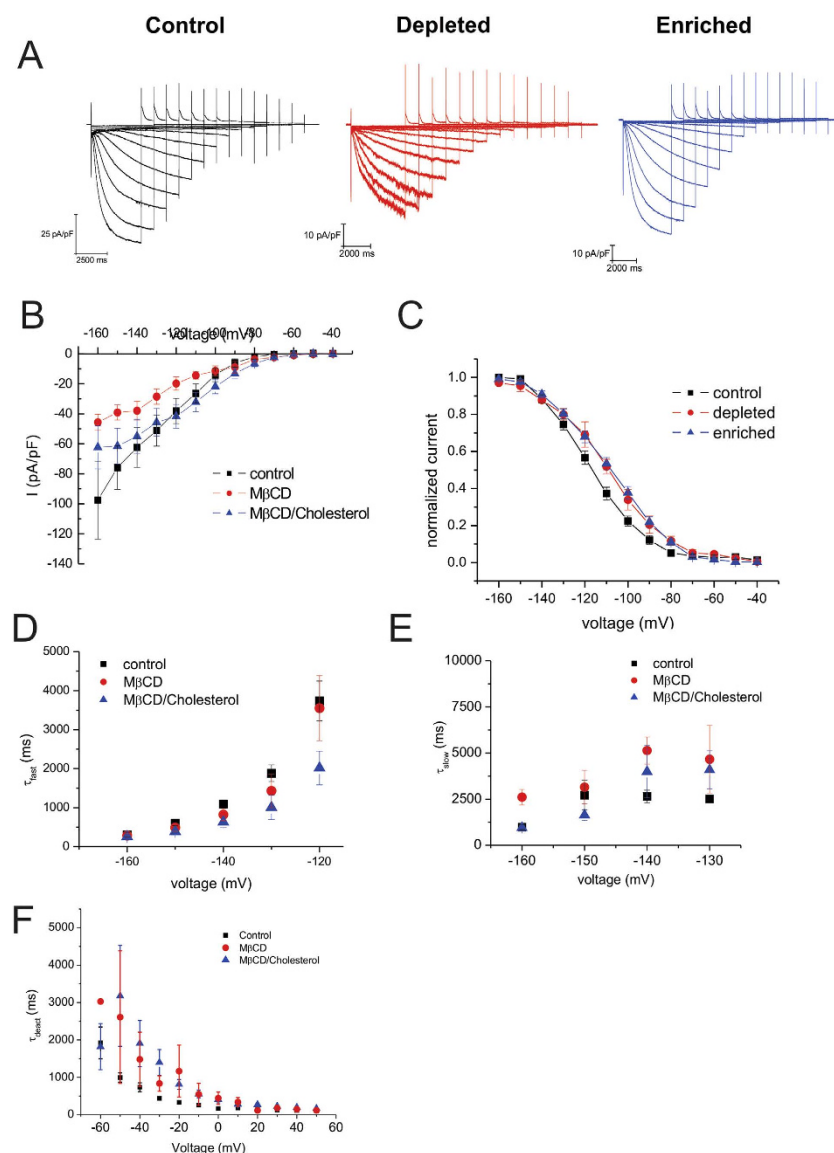 Control Depleted Enriched
A
25 pA/pF
2500 ms
10 pA/pF
2000 ms
10 pA/pF
2000 ms
B
voltage (mV)
-160 -140 -120 -100 -80 -60 -40
0
-20
-40
-60
-80
-100
-120
-140
I (pA/pF)
control
MβCD
MβCD/Cholesterol
C
1.0
0.8
0.6
0.4
0.2
0.0
normalized current
control
depleted
enriched
-160 -140 -120 -100 -80 -60 -40
voltage (mV)
D
5000
4000
3000
2000
1000
0
τfast (ms)
control
MβCD
MβCD/Cholesterol
-160 -150 -140 -130 -120
voltage (mV)
E
10000
7500
5000
2500
0
τslow (ms)
control
MβCD
MβCD/Cholesterol
-160 -150 -140 -130
voltage (mV)
F
5000
4000
3000
2000
1000
0
τdeact (ms)
Control
MβCD
MβCD/Cholesterol
-60 -40 -20 0 20 40 60
Voltage (mV)